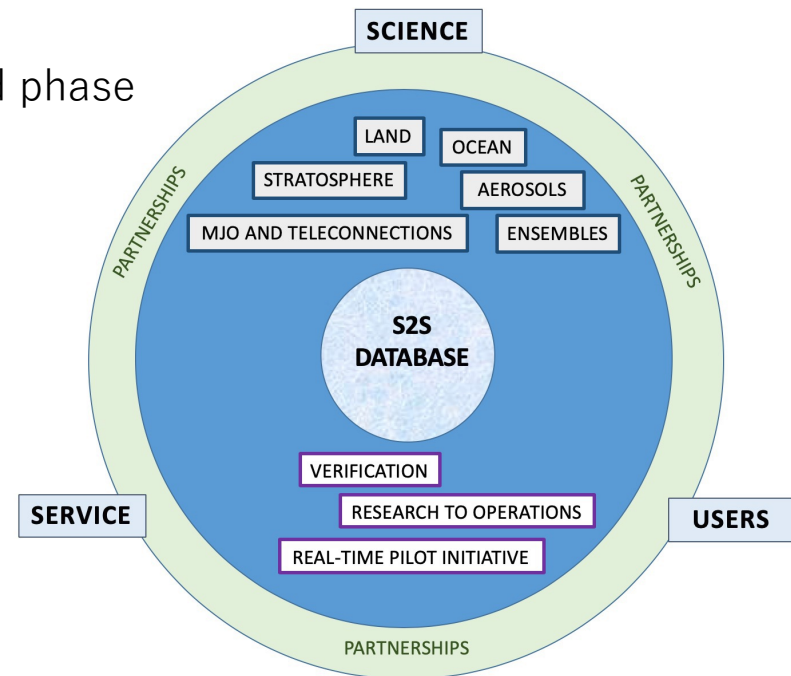 SCIENCE
l phase
LAND
OCEAN
STRATOSPHERE
AEROSOLS
MJO AND TELECONNECTIONS
ENSEMBLES
PARTNERSHIPS
PARTNERSHIPS
S2S
DATABASE
VERIFICATION
RESEARCH TO OPERATIONS
SERVICE
USERS
REAL-TIME PILOT INITIATIVE
PARTNERSHIPS